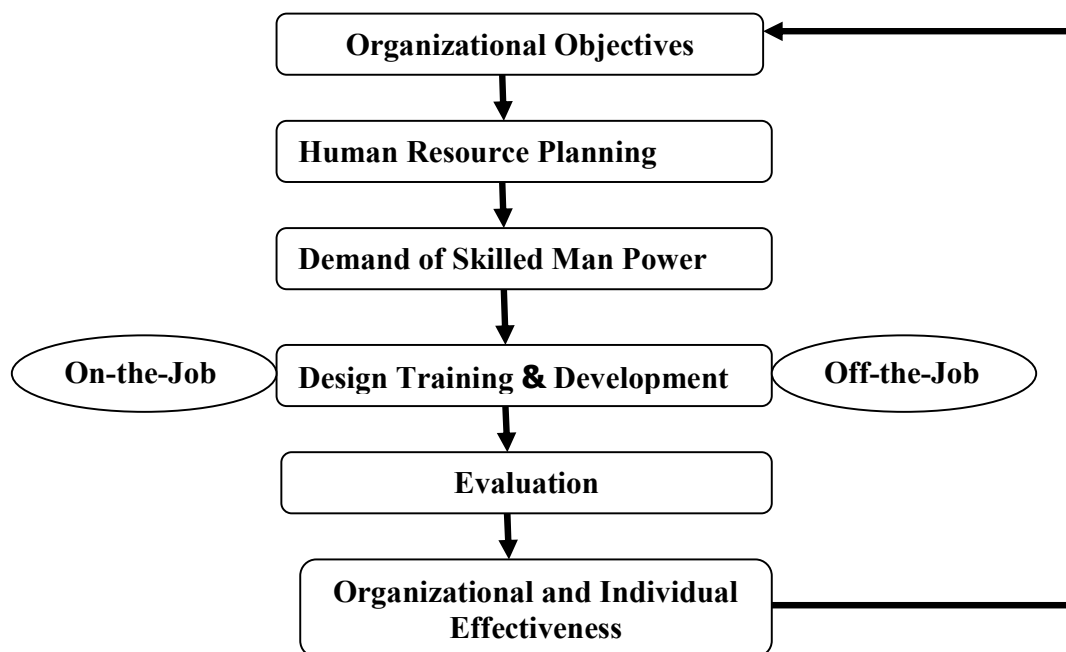 Organizational Objectives
Human Resource Planning
Demand of Skilled Man Power
On-the-Job
Design Training & Development
Off-the-Job
Evaluation
Organizational and Individual
Effectiveness